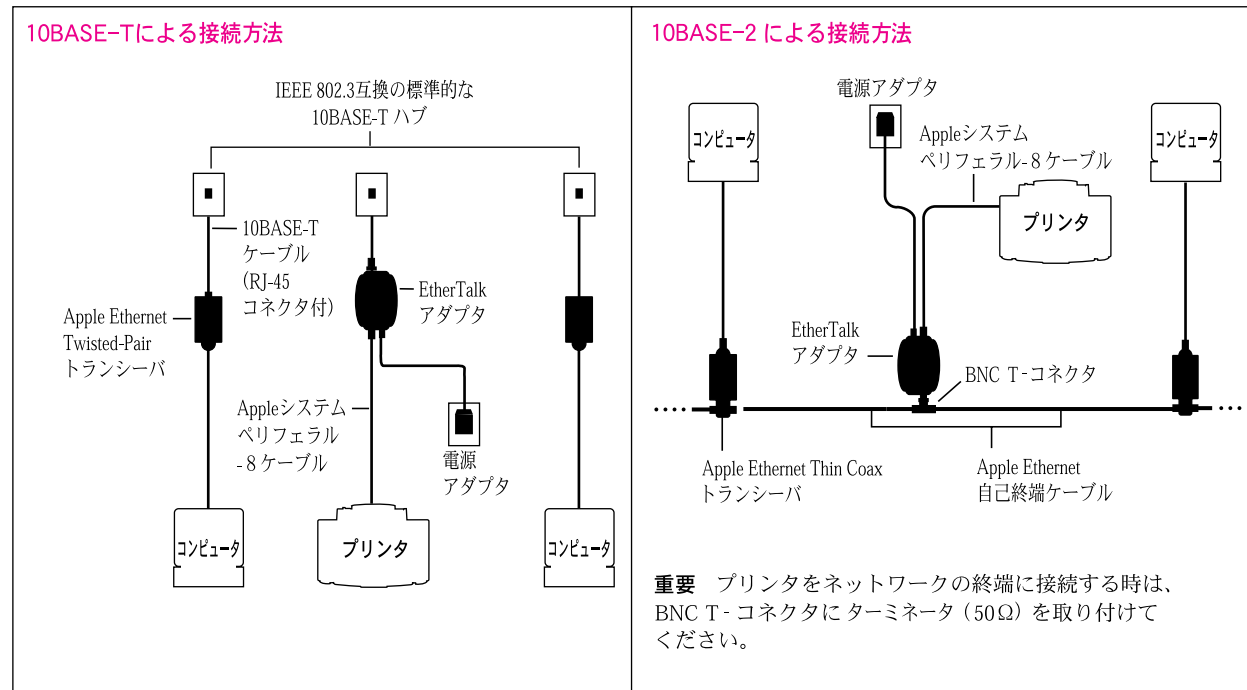 10BASE-Tによる接続方法
IEEE 802.3互換の標準的な
10BASE-T ハブ
10BASE-T
ケーブル
(RJ-45
コネクタ付)
EtherTalk
アダプタ
Apple Ethernet
Twisted-Pair
トランシーバ
Appleシステム
ペリフェラル
-8ケーブル
電源
アダプタ
コンピュータ
プリンタ
コンピュータ
10BASE-2 による接続方法
電源アダプタ
コンピュータ
Appleシステム
ペリフェラル-8ケーブル
コンピュータ
プリンタ
EtherTalk
アダプタ
BNC T-コネクタ
Apple Ethernet Thin Coax
トランシーバ
Apple Ethernet
自己終端ケーブル
重要 プリンタをネットワークの終端に接続する時は、
BNC T-コネクタに ターミネータ（50Ω）を取り付けて
ください。